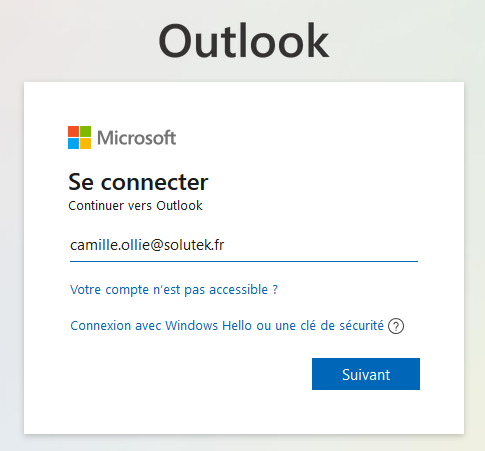 Outlook
Microsoft
Se connecter
Continuer vers Outlook
camille.ollie@solutek.fr
Votre compte n'est pas accessible ?
Connexion avec Windows Hello ou une clé de sécurité ?
Suivant